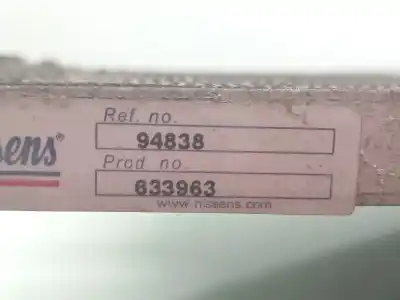 Ref. no.
94838
sens®
Prod. no.
633963
www.nissens.com